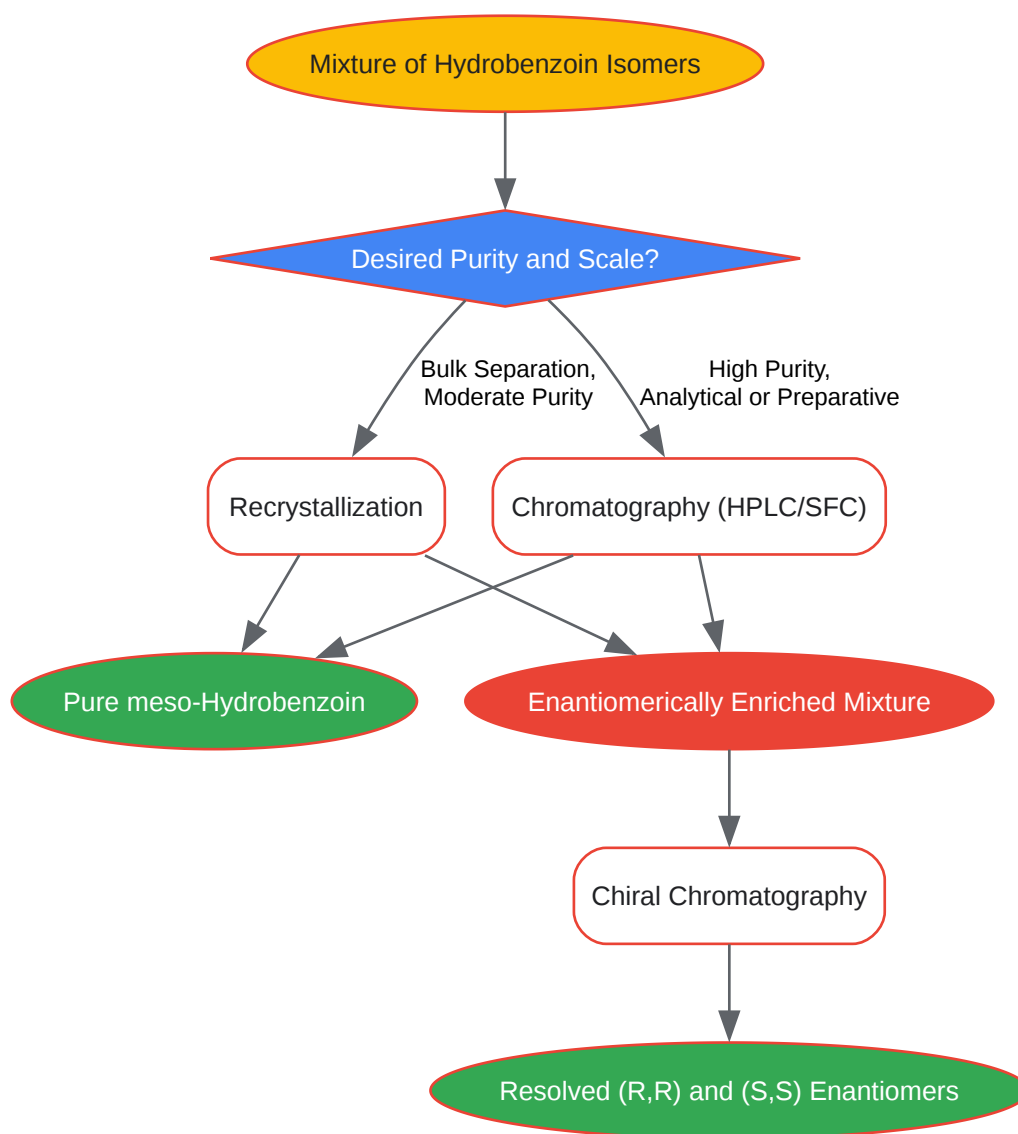 Mixture of Hydrobenzoin Isomers
Desired Purity and Scale?
Bulk Separation,
Moderate Purity
High Purity,
Analytical or Preparative
Recrystallization
Chromatography (HPLC/SFC)
Pure meso-Hydrobenzoin
Enantiomerically Enriched Mixture
Chiral Chromatography
Resolved (R,R) and (S,S) Enantiomers